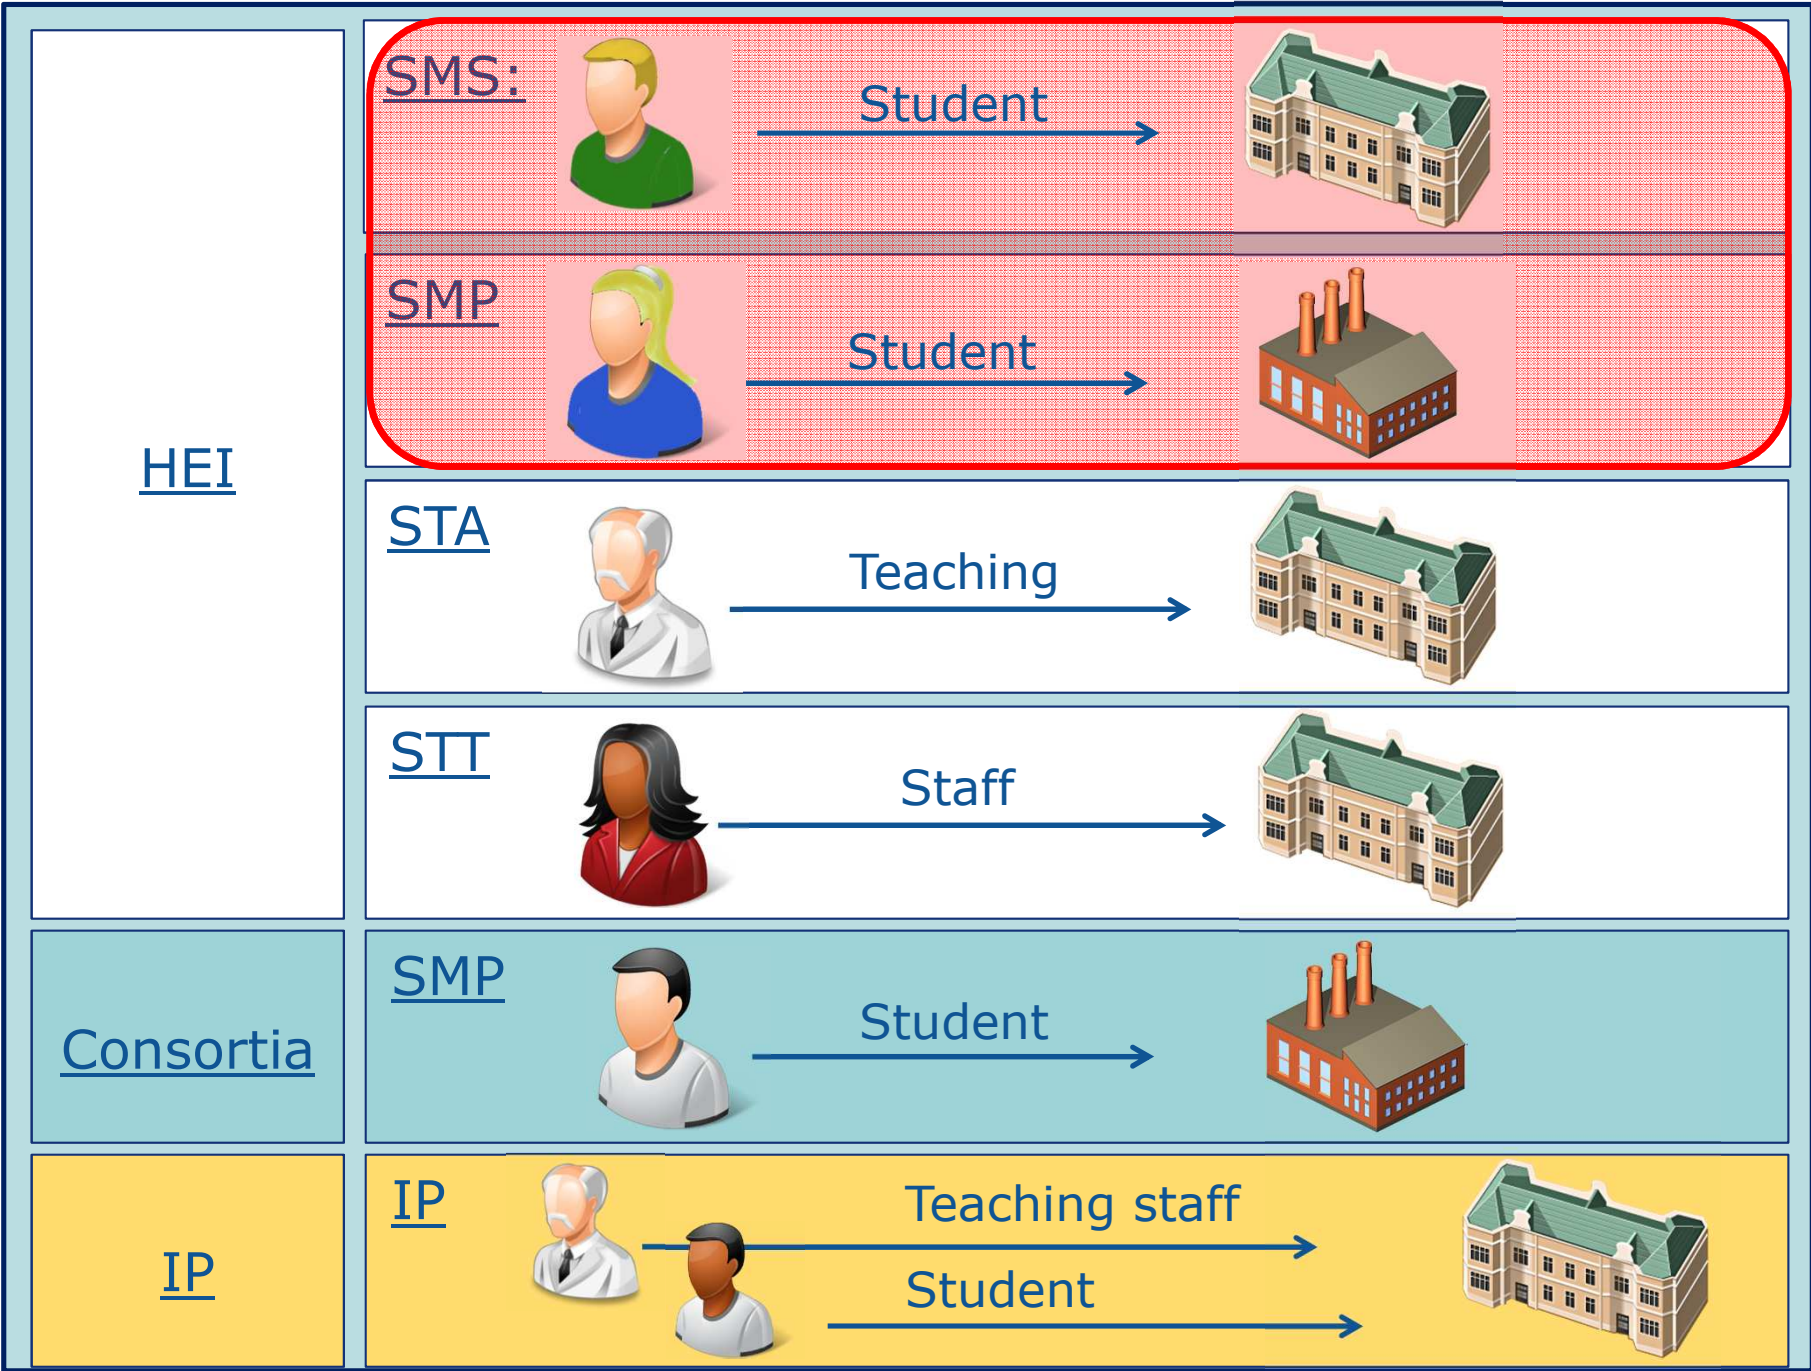 HEI
SMS:
Student
SMP
Student
STA
Teaching
STT
Staff
Consortia
SMP
Student
IP
IP
Teaching staff
Student